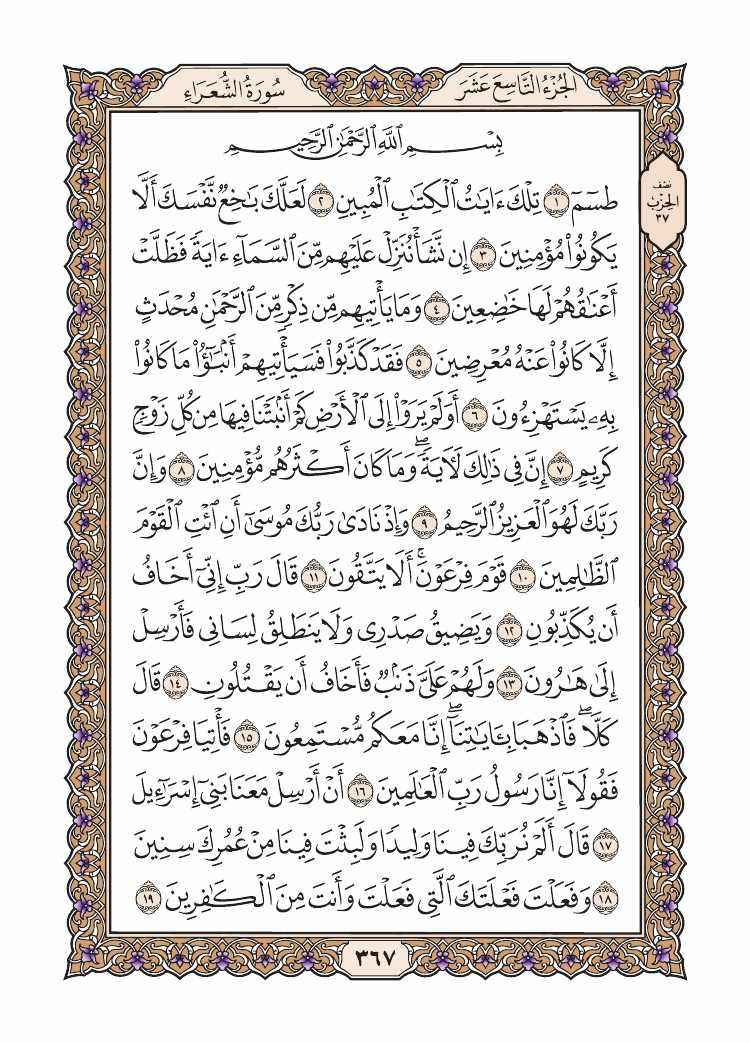 الجُزْءُ التَّاسِعَ عَشَرَ
سُورَةُ الشُّعَرَاءِ
بِسْمِ ٱللَّهِ ٱلرَّحْمَٰنِ ٱلرَّحِيمِ
نصف
الحزب
٣٧
طسٓمٓ ١ تِلْكَ ءَايَٰتُ ٱلْكِتَٰبِ ٱلْمُبِينِ ٢ لَعَلَّكَ بَٰخِعٌ نَّفْسَكَ أَلَّا
يَكُونُوا۟ مُؤْمِنِينَ ٣ إِن نَّشَأْ نُنَزِّلْ عَلَيْهِم مِّنَ ٱلسَّمَآءِ ءَايَةً فَظَلَّتْ
أَعْنَٰقُهُمْ لَهَا خَٰضِعِينَ ٤ وَمَا يَأْتِيهِم مِّن ذِكْرٍ مِّنَ ٱلرَّحْمَٰنِ مُحْدَثٍ
إِلَّا كَانُوا۟ عَنْهُ مُعْرِضِينَ ٥ فَقَدْ كَذَّبُوا۟ فَسَيَأْتِيهِمْ أَنۢبَٰٓؤُا۟ مَا كَانُوا۟
بِهِۦ يَسْتَهْزِءُونَ ٦ أَوَلَمْ يَرَوْا۟ إِلَى ٱلْأَرْضِ كَمْ أَنۢبَتْنَا فِيهَا مِن كُلِّ زَوْجٍ
كَرِيمٍ ٧ إِنَّ فِى ذَٰلِكَ لَءَايَةً ۖ وَمَا كَانَ أَكْثَرُهُم مُّؤْمِنِينَ ٨ وَإِنَّ
رَبَّكَ لَهُوَ ٱلْعَزِيزُ ٱلرَّحِيمُ ٩ وَإِذْ نَادَىٰ رَبُّكَ مُوسَىٰٓ أَنِ ٱئْتِ ٱلْقَوْمَ
ٱلظَّٰلِمِينَ ١٠ قَوْمَ فِرْعَوْنَ ۚ أَلَا يَتَّقُونَ ١١ قَالَ رَبِّ إِنِّىٓ أَخَافُ
أَن يُكَذِّبُونِ ١٢ وَيَضِيقُ صَدْرِى وَلَا يَنطَلِقُ لِسَانِى فَأَرْسِلْ
إِلَىٰ هَٰرُونَ ١٣ وَلَهُمْ عَلَىَّ ذَنۢبٌ فَأَخَافُ أَن يَقْتُلُونِ ١٤ قَالَ
كَلَّا ۖ فَٱذْهَبَا بِـَٔايَٰتِنَآ ۖ إِنَّا مَعَكُم مُّسْتَمِعُونَ ١٥ فَأْتِيَا فِرْعَوْنَ
فَقُولَآ إِنَّا رَسُولُ رَبِّ ٱلْعَٰلَمِينَ ١٦ أَنْ أَرْسِلْ مَعَنَا بَنِىٓ إِسْرَٰٓءِيلَ
١٧ قَالَ أَلَمْ نُرَبِّكَ فِينَا وَلِيدًا وَلَبِثْتَ فِينَا مِنْ عُمُرِكَ سِنِينَ
١٨ وَفَعَلْتَ فَعْلَتَكَ ٱلَّتِى فَعَلْتَ وَأَنتَ مِنَ ٱلْكَٰفِرِينَ ١٩
٣٦٧